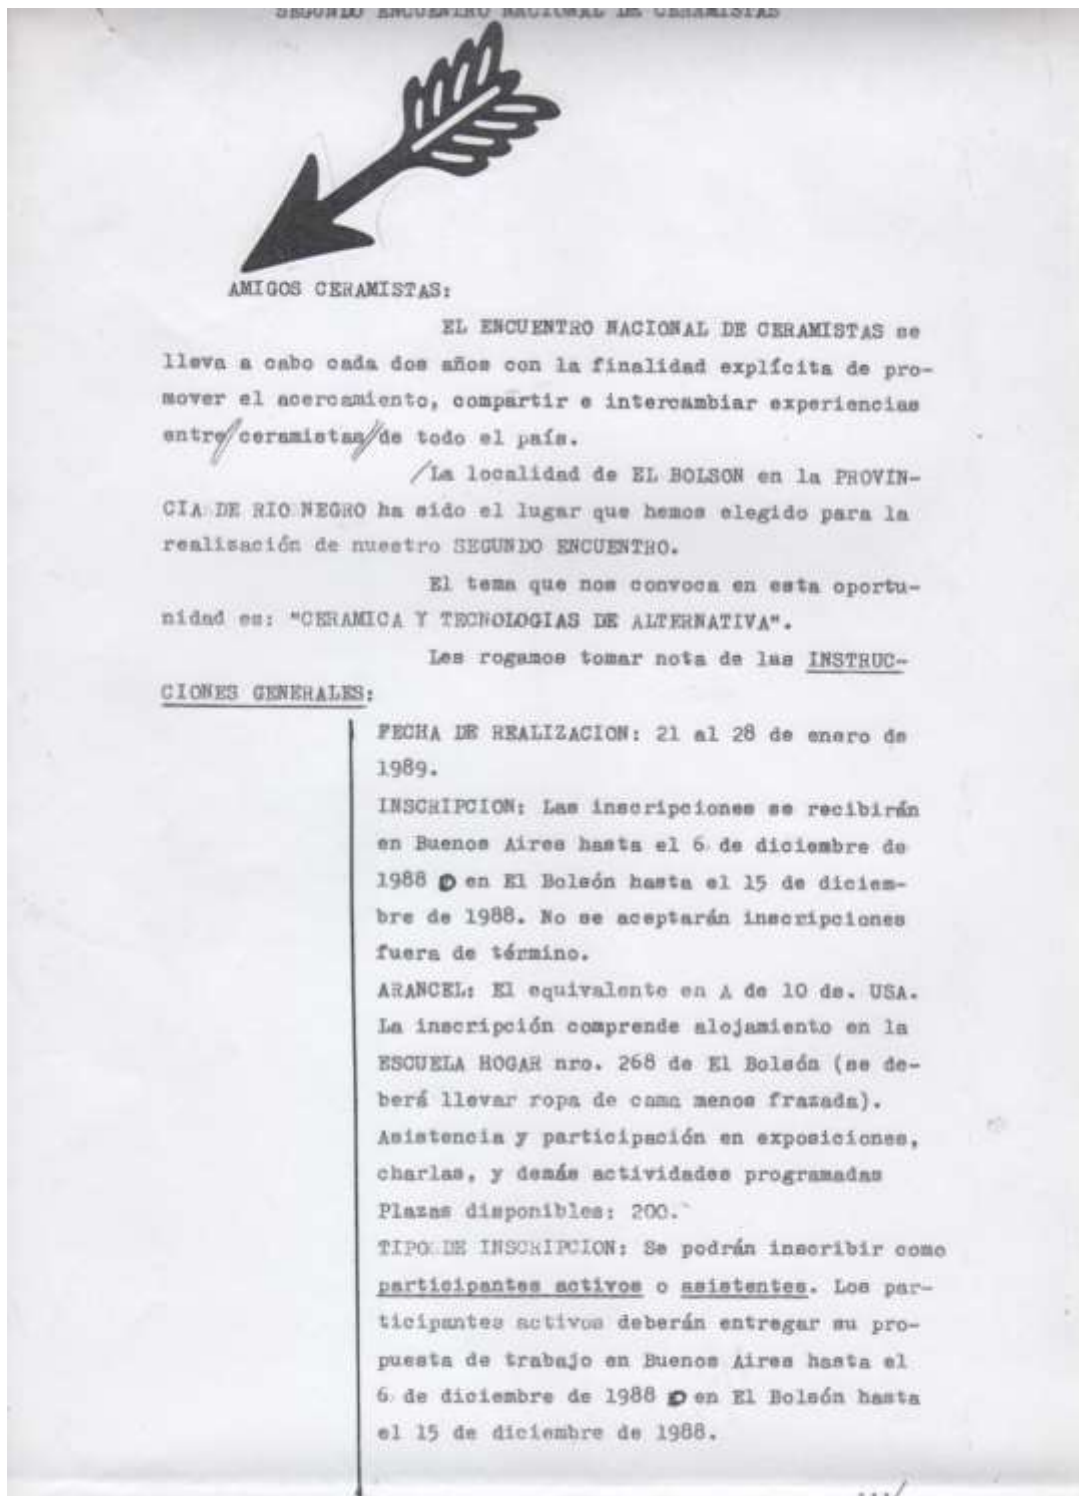 SEGUNDO ENCUENTRO NACIONAL DE CERAMISTAS
AMIGOS CERAMISTAS:
EL ENCUENTRO NACIONAL DE CERAMISTAS se
lleva a cabo cada dos años con la finalidad explícita de pro-
mover el acercamiento, compartir e intercambiar experiencias
entre/ceramistas/de todo el país.
/La localidad de EL BOLSON en la PROVIN-
CIA DE RIO NEGRO ha sido el lugar que hemos elegido para la
realisación de nuestro SEGUNDO ENCUENTRO.
El tema que nos convoca en esta oportu-
nidad es: "CERAMICA Y TECNOLOGIAS DE ALTERNATIVA".
Les rogamos tomar nota de las INSTRUC-
CIONES GENERALES:
FECHA DE REALIZACION: 21 al 28 de enero de
1989.
INSCRIPCION: Las inscripciones se recibirán
en Buenos Aires hasta el 6 de diciembre de
1988 o en El Bolsón hasta el 15 de diciem-
bre de 1988. No se aceptarán inscripciones
fuera de término.
ARANCEL: El equivalente en A de 10 ds. USA.
La inscripción comprende alojamiento en la
ESCUELA HOGAR nro. 268 de El Bolsón (se de-
berá llevar ropa de cama menos frazada).
Asistencia y participación en exposiciones,
charlas, y demás actividades programadas
Plazas disponibles: 200.
TIPO DE INSCRIPCION: Se podrán inscribir como
participantes activos o asistentes. Los par-
ticipantes activos deberán entregar su pro-
puesta de trabajo en Buenos Aires hasta el
6 de diciembre de 1988 o en El Bolsón hasta
el 15 de diciembre de 1988.
.../